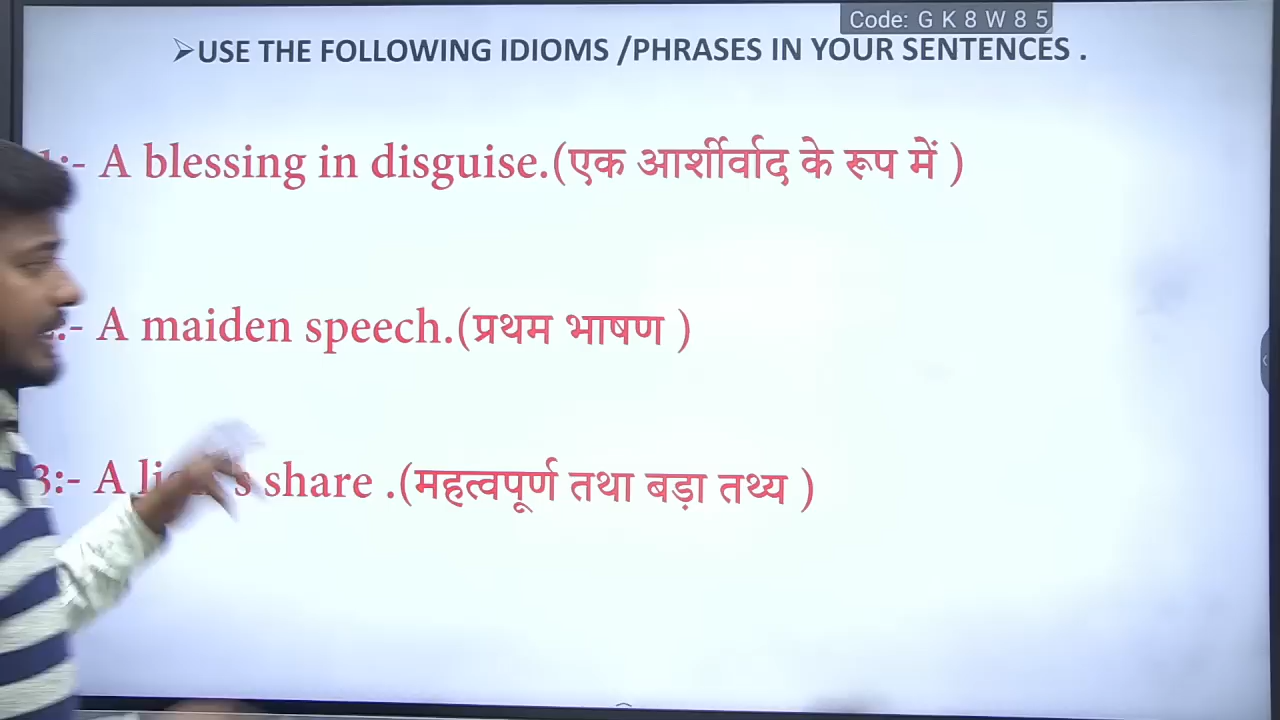 Code: G K 8 W 8 5
➢USE THE FOLLOWING IDIOMS /PHRASES IN YOUR SENTENCES .
1:- A blessing in disguise.(एक आर्शीर्वाद के रूप में )
:- A maiden speech.(प्रथम भाषण )
3:- A share .(महत्वपूर्ण तथा बड़ा तथ्य )